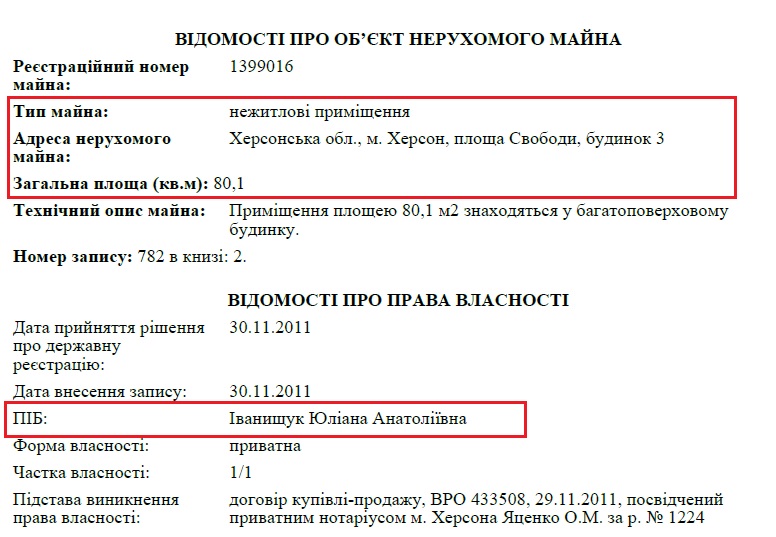 ВІДОМОСТІ ПРО ОБ’ЄКТ НЕРУХОМОГО МАЙНА
Реєстраційний номер 1399016
майна:
Тип майна: нежитлові приміщення
Адреса нерухомого Херсонська обл., м. Херсон, площа Свободи, будинок 3
майна:
Загальна площа (кв.м): 80,1
Технічний опис майна: Приміщення площею 80,1 м2 знаходяться у багатоповерховому
будинку.
Номер запису: 782 в книзі: 2.
ВІДОМОСТІ ПРО ПРАВА ВЛАСНОСТІ
Дата прийняття рішення 30.11.2011
про державну
реєстрацію:
Дата внесення запису: 30.11.2011
ПІБ: Іванищук Юліана Анатоліївна
Форма власності: приватна
Частка власності: 1/1
Підстава виникнення договір купівлі-продажу, ВРО 433508, 29.11.2011, посвідчений
права власності: приватним нотаріусом м. Херсона Яценко О.М. за р. № 1224